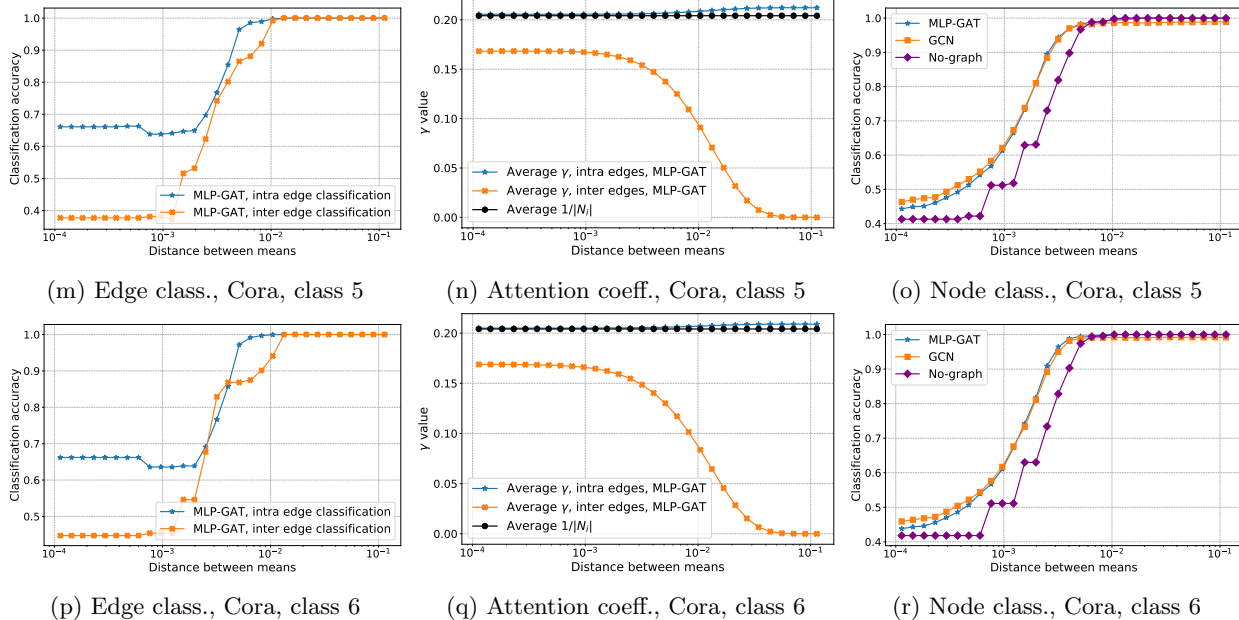 1.0
0.9
0.8
0.7
0.6
0.5
0.4
Classification accuracy
MLP-GAT, intra edge classification
MLP-GAT, inter edge classification
10⁻⁴ 10⁻³ 10⁻² 10⁻¹
Distance between means
0.20
0.15
0.10
0.05
0.00
γ value
Average γ, intra edges, MLP-GAT
Average γ, inter edges, MLP-GAT
Average 1/|Nᵢ|
10⁻⁴ 10⁻³ 10⁻² 10⁻¹
Distance between means
1.0
0.9
0.8
0.7
0.6
0.5
0.4
Classification accuracy
MLP-GAT
GCN
No-graph
10⁻⁴ 10⁻³ 10⁻² 10⁻¹
Distance between means
(m) Edge class., Cora, class 5
(n) Attention coeff., Cora, class 5
(o) Node class., Cora, class 5
1.0
0.9
0.8
0.7
0.6
0.5
Classification accuracy
MLP-GAT, intra edge classification
MLP-GAT, inter edge classification
10⁻⁴ 10⁻³ 10⁻² 10⁻¹
Distance between means
0.20
0.15
0.10
0.05
0.00
γ value
Average γ, intra edges, MLP-GAT
Average γ, inter edges, MLP-GAT
Average 1/|Nᵢ|
10⁻⁴ 10⁻³ 10⁻² 10⁻¹
Distance between means
1.0
0.9
0.8
0.7
0.6
0.5
0.4
Classification accuracy
MLP-GAT
GCN
No-graph
10⁻⁴ 10⁻³ 10⁻² 10⁻¹
Distance between means
(p) Edge class., Cora, class 6
(q) Attention coeff., Cora, class 6
(r) Node class., Cora, class 6